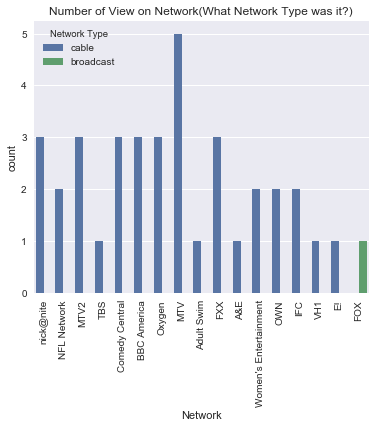 Number of View on Network(What Network Type was it?)
Network Type
cable
broadcast
count
5
4
3
2
1
0
nick@nite
NFL Network
MTV2
TBS
Comedy Central
BBC America
Oxygen
MTV
Adult Swim
FXX
A&E
Women's Entertainment
OWN
IFC
VH1
E!
FOX
Network